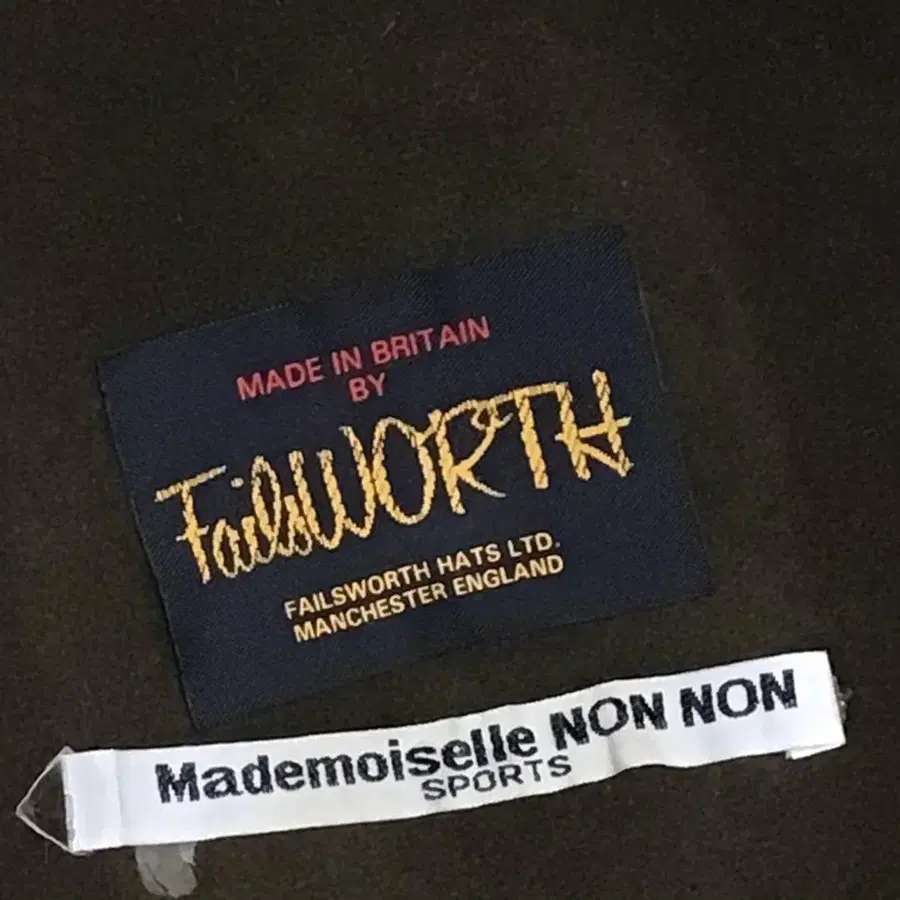 MADE IN BRITAIN
BY
FailsWORTH
FAILSWORTH HATS LTD.
MANCHESTER ENGLAND
Mademoiselle NON NON
SPORTS